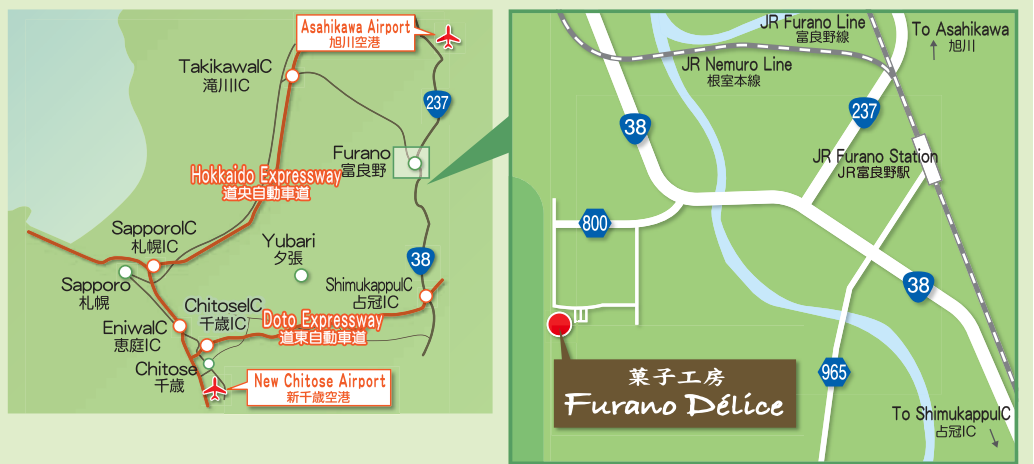 Asahikawa Airport
旭川空港
TakikawaIC
滝川IC
237
Furano
富良野
Hokkaido Expressway
道央自動車道
SapporoIC
札幌IC
Yubari
夕張
38
Sapporo
札幌
ShimukappuIC
占冠IC
ChitoseIC
千歳IC
Doto Expressway
道東自動車道
EniwaIC
恵庭IC
Chitose
千歳
New Chitose Airport
新千歳空港
JR Furano Line
富良野線
To Asahikawa
旭川
JR Nemuro Line
根室本線
38
237
JR Furano Station
JR富良野駅
800
38
965
菓子工房
Furano Délice
To ShimukappuIC
占冠IC